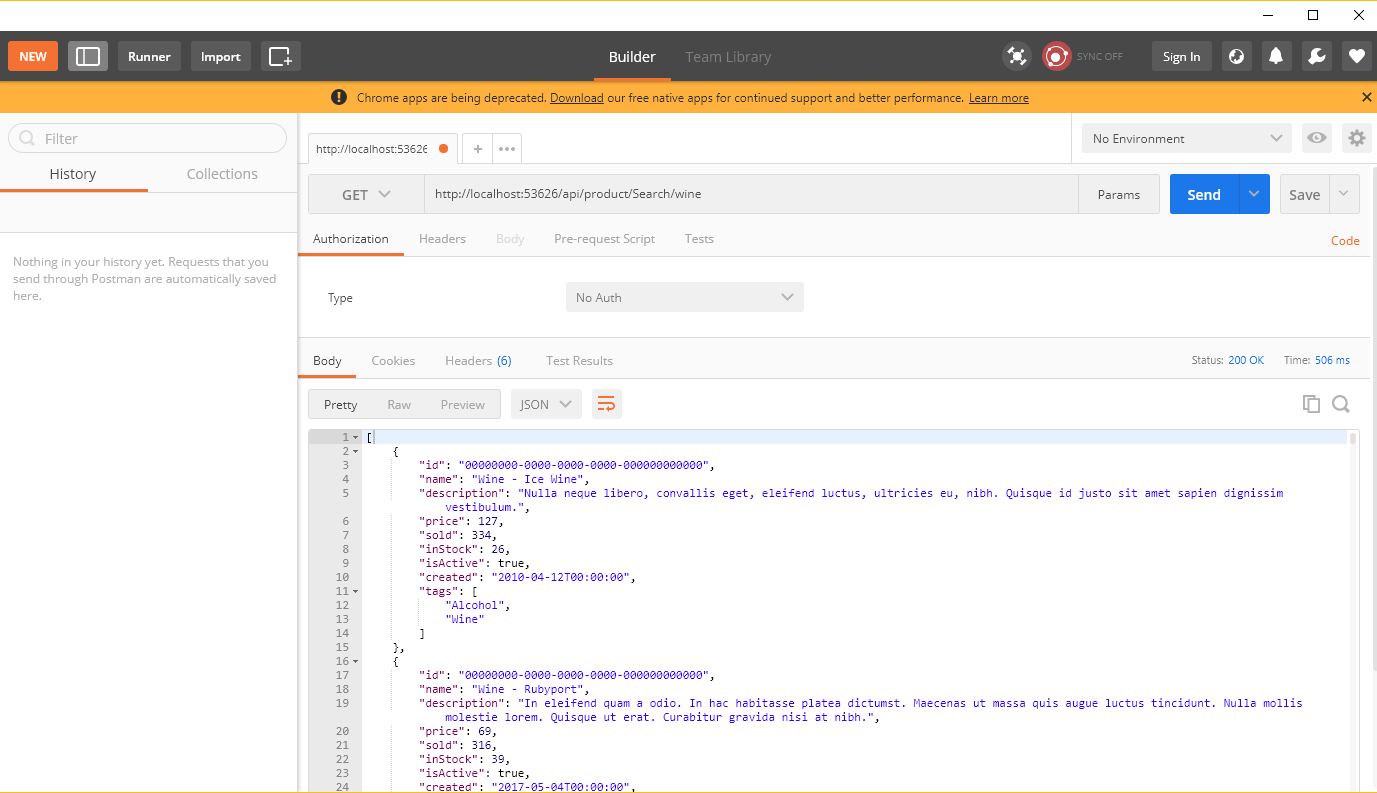 NEW Runner Import Builder Team Library SYNC OFF Sign In
Chrome apps are being deprecated. Download our free native apps for continued support and better performance. Learn more
Filter
History Collections
Nothing in your history yet. Requests that you
send through Postman are automatically saved
here.
http://localhost:53626 + ••• No Environment
GET http://localhost:53626/api/product/Search/wine Params Send Save
Authorization Headers Body Pre-request Script Tests Code
Type No Auth
Body Cookies Headers (6) Test Results Status: 200 OK Time: 506 ms
Pretty Raw Preview JSON
1 [
2 {
3 "id": "00000000-0000-0000-0000-000000000000",
4 "name": "Wine - Ice Wine",
5 "description": "Nulla neque libero, convallis eget, eleifend luctus, ultricies eu, nibh. Quisque id justo sit amet sapien dignissim
vestibulum.",
6 "price": 127,
7 "sold": 334,
8 "inStock": 26,
9 "isActive": true,
10 "created": "2010-04-12T00:00:00",
11 "tags": [
12 "Alcohol",
13 "Wine"
14 ]
15 },
16 {
17 "id": "00000000-0000-0000-0000-000000000000",
18 "name": "Wine - Rubyport",
19 "description": "In eleifend quam a odio. In hac habitasse platea dictumst. Maecenas ut massa quis augue luctus tincidunt. Nulla mollis
molestie lorem. Quisque ut erat. Curabitur gravida nisi at nibh.",
20 "price": 69,
21 "sold": 316,
22 "inStock": 39,
23 "isActive": true,
24 "created": "2017-05-04T00:00:00",